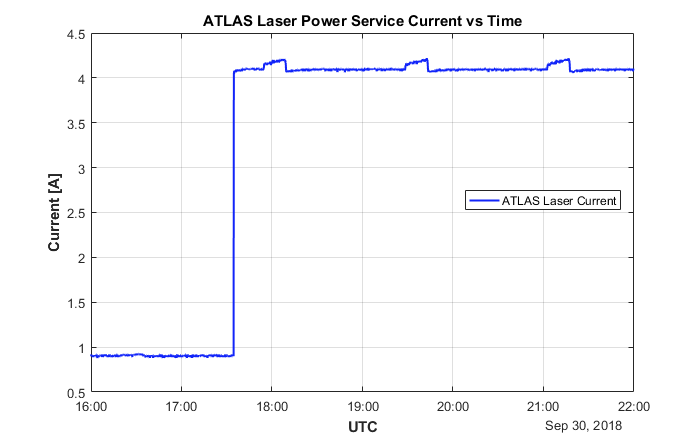 ATLAS Laser Power Service Current vs Time
4.5
4
3.5
3
2.5
2
1.5
1
0.5
Current [A]
ATLAS Laser Current
16:00 17:00 18:00 19:00 20:00 21:00 22:00
UTC
Sep 30, 2018